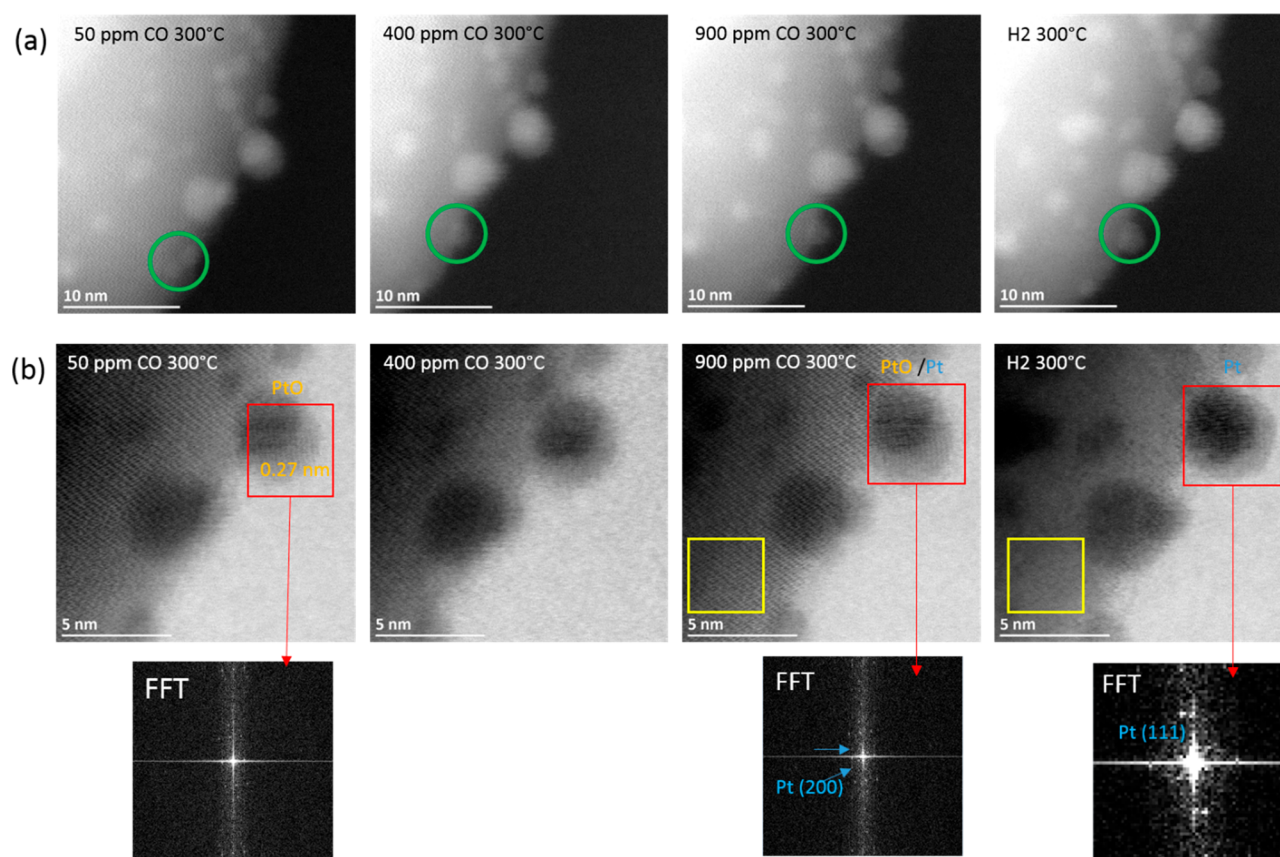 (a)
50 ppm CO 300°C
400 ppm CO 300°C
900 ppm CO 300°C
H2 300°C
10 nm
10 nm
10 nm
10 nm
(b)
50 ppm CO 300°C
400 ppm CO 300°C
900 ppm CO 300°C
H2 300°C
PtO
PtO /Pt
Pt
0.27 nm
5 nm
5 nm
5 nm
5 nm
FFT
FFT
FFT
Pt (200)
Pt (111)